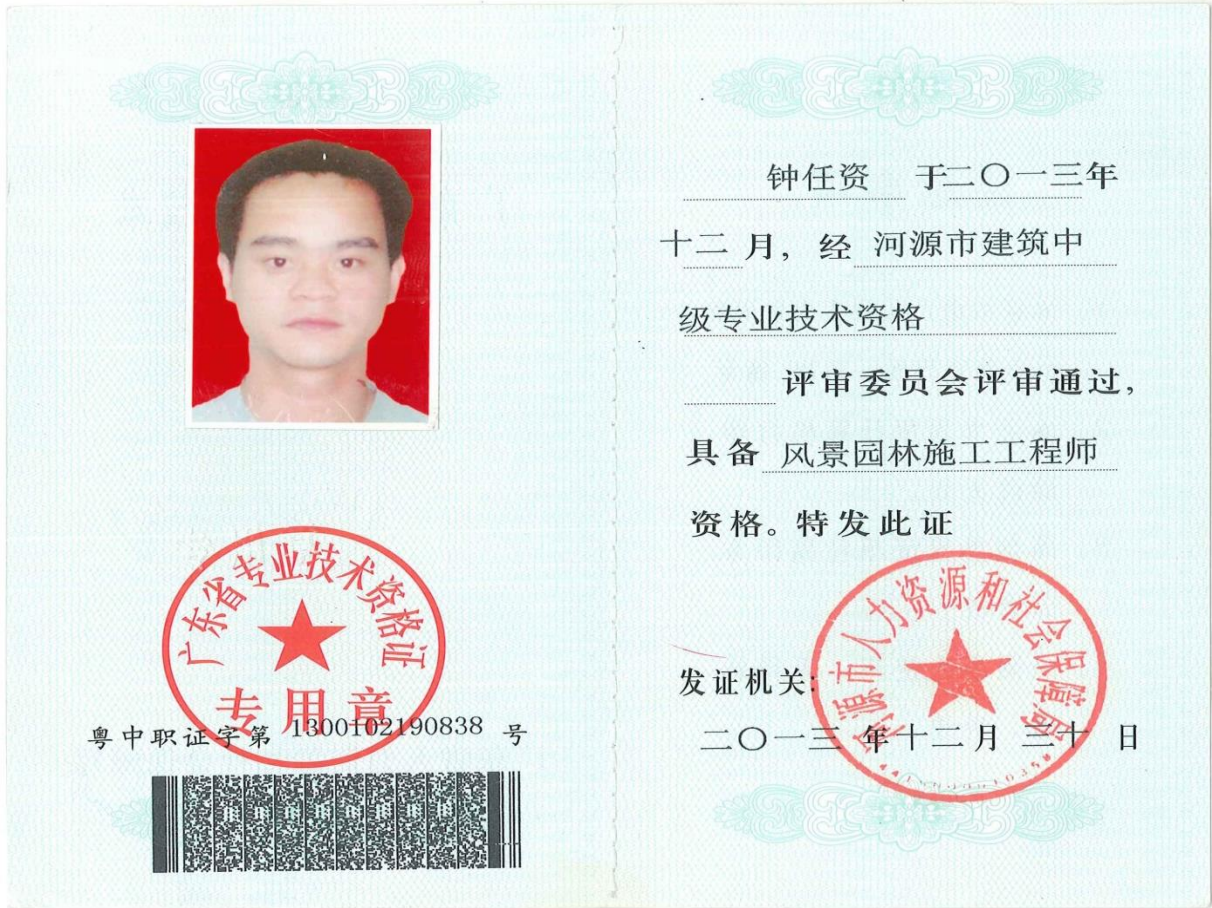 广东省专业技术资格证
专用章
粤中职证字第 1300102190838 号
钟任资 于二〇一三年
十二月，经 河源市建筑中
级专业技术资格
评审委员会评审通过，
具备 风景园林施工工程师
资格。特发此证
河源市人力资源和社会保障局
发证机关：
二〇一三年十二月三十日